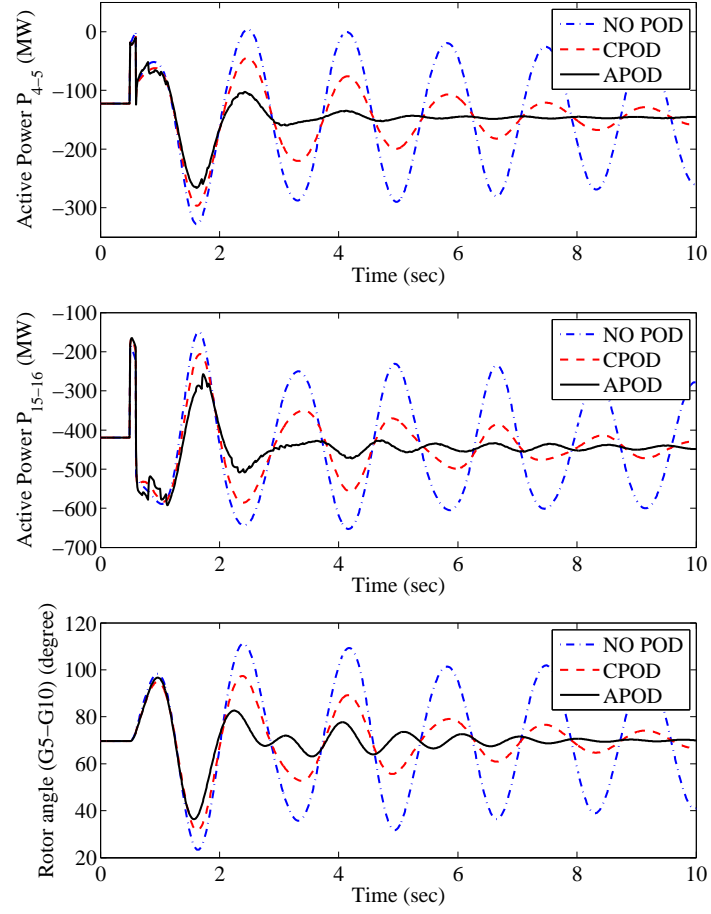 Active Power P4−5 (MW)
0
−100
−200
−300
NO POD
CPOD
APOD
0 2 4 6 8 10
Time (sec)
Active Power P15−16 (MW)
−100
−200
−300
−400
−500
−600
−700
NO POD
CPOD
APOD
0 2 4 6 8 10
Time (sec)
Rotor angle (G5−G10) (degree)
120
100
80
60
40
20
NO POD
CPOD
APOD
0 2 4 6 8 10
Time (sec)